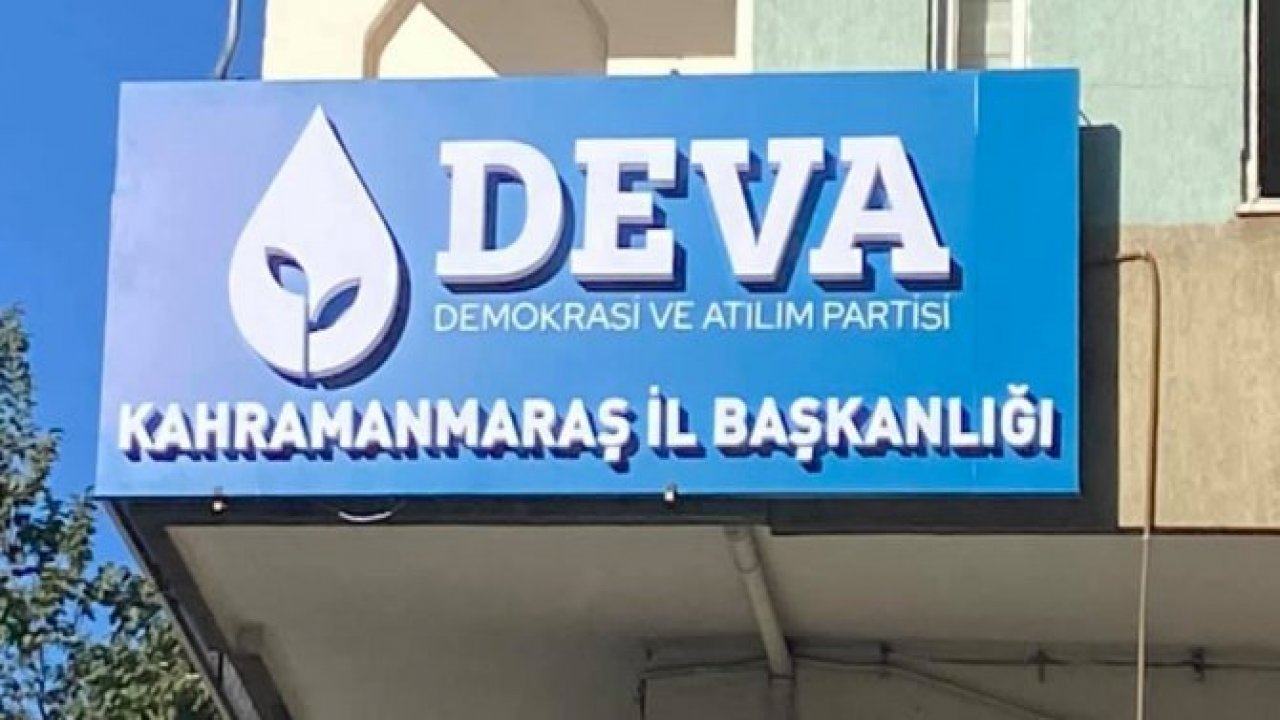 DEVA
DEMOKRASİ VE ATILIM PARTİSİ
KAHRAMANMARAŞ İL BAŞKANLIĞI